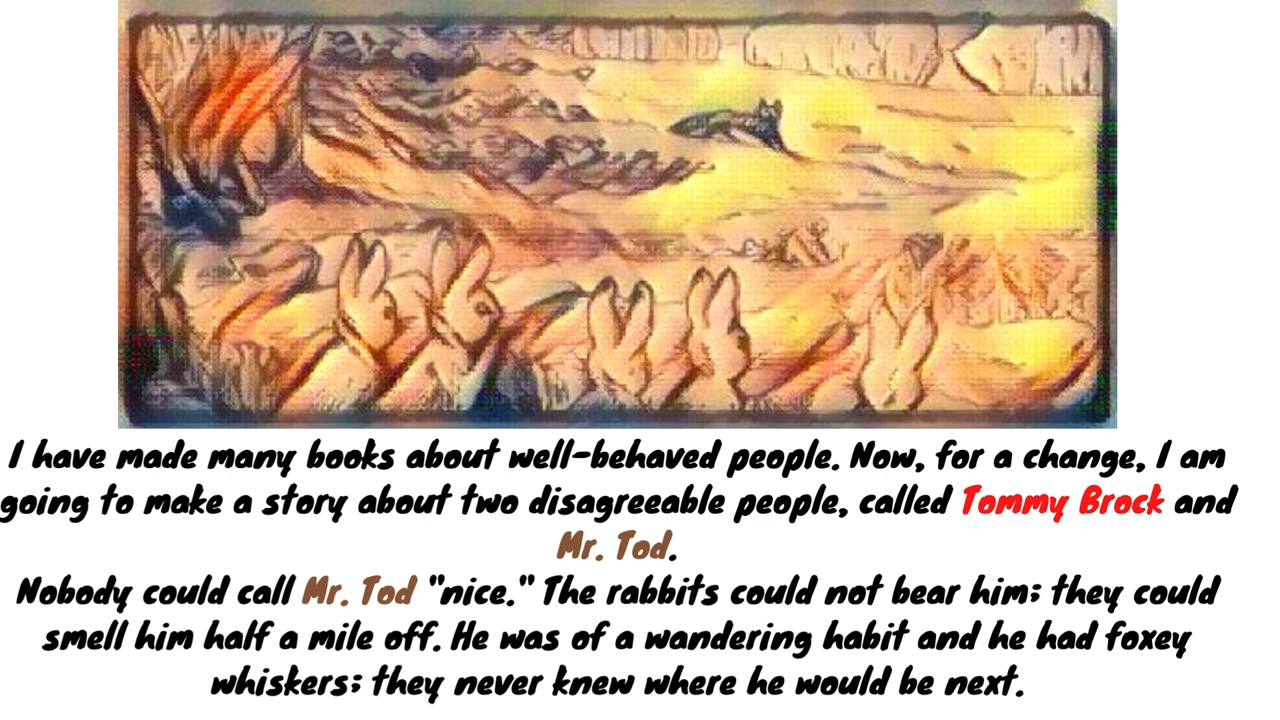 I have made many books about well-behaved people. Now, for a change, I am
going to make a story about two disagreeable people, called Tommy Brock and
Mr. Tod.
Nobody could call Mr. Tod "nice." The rabbits could not bear him; they could
smell him half a mile off. He was of a wandering habit and he had foxey
whiskers; they never knew where he would be next.